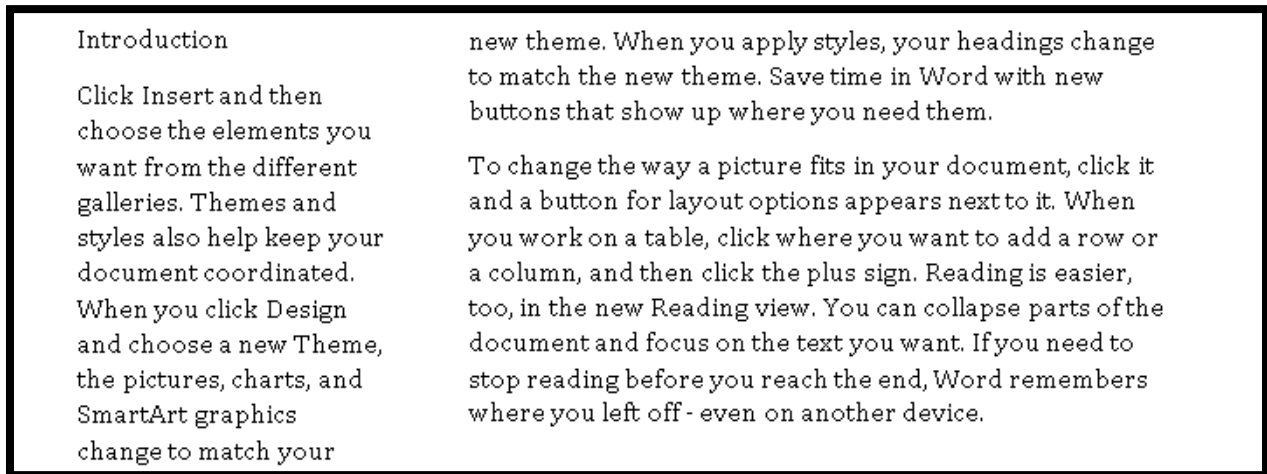 Introduction
Click Insert and then
choose the elements you
want from the different
galleries. Themes and
styles also help keep your
document coordinated.
When you click Design
and choose a new Theme,
the pictures, charts, and
SmartArt graphics
change to match your
new theme. When you apply styles, your headings change
to match the new theme. Save time in Word with new
buttons that show up where you need them.
To change the way a picture fits in your document, click it
and a button for layout options appears next to it. When
you work on a table, click where you want to add a row or
a column, and then click the plus sign. Reading is easier,
too, in the new Reading view. You can collapse parts of the
document and focus on the text you want. If you need to
stop reading before you reach the end, Word remembers
where you left off - even on another device.